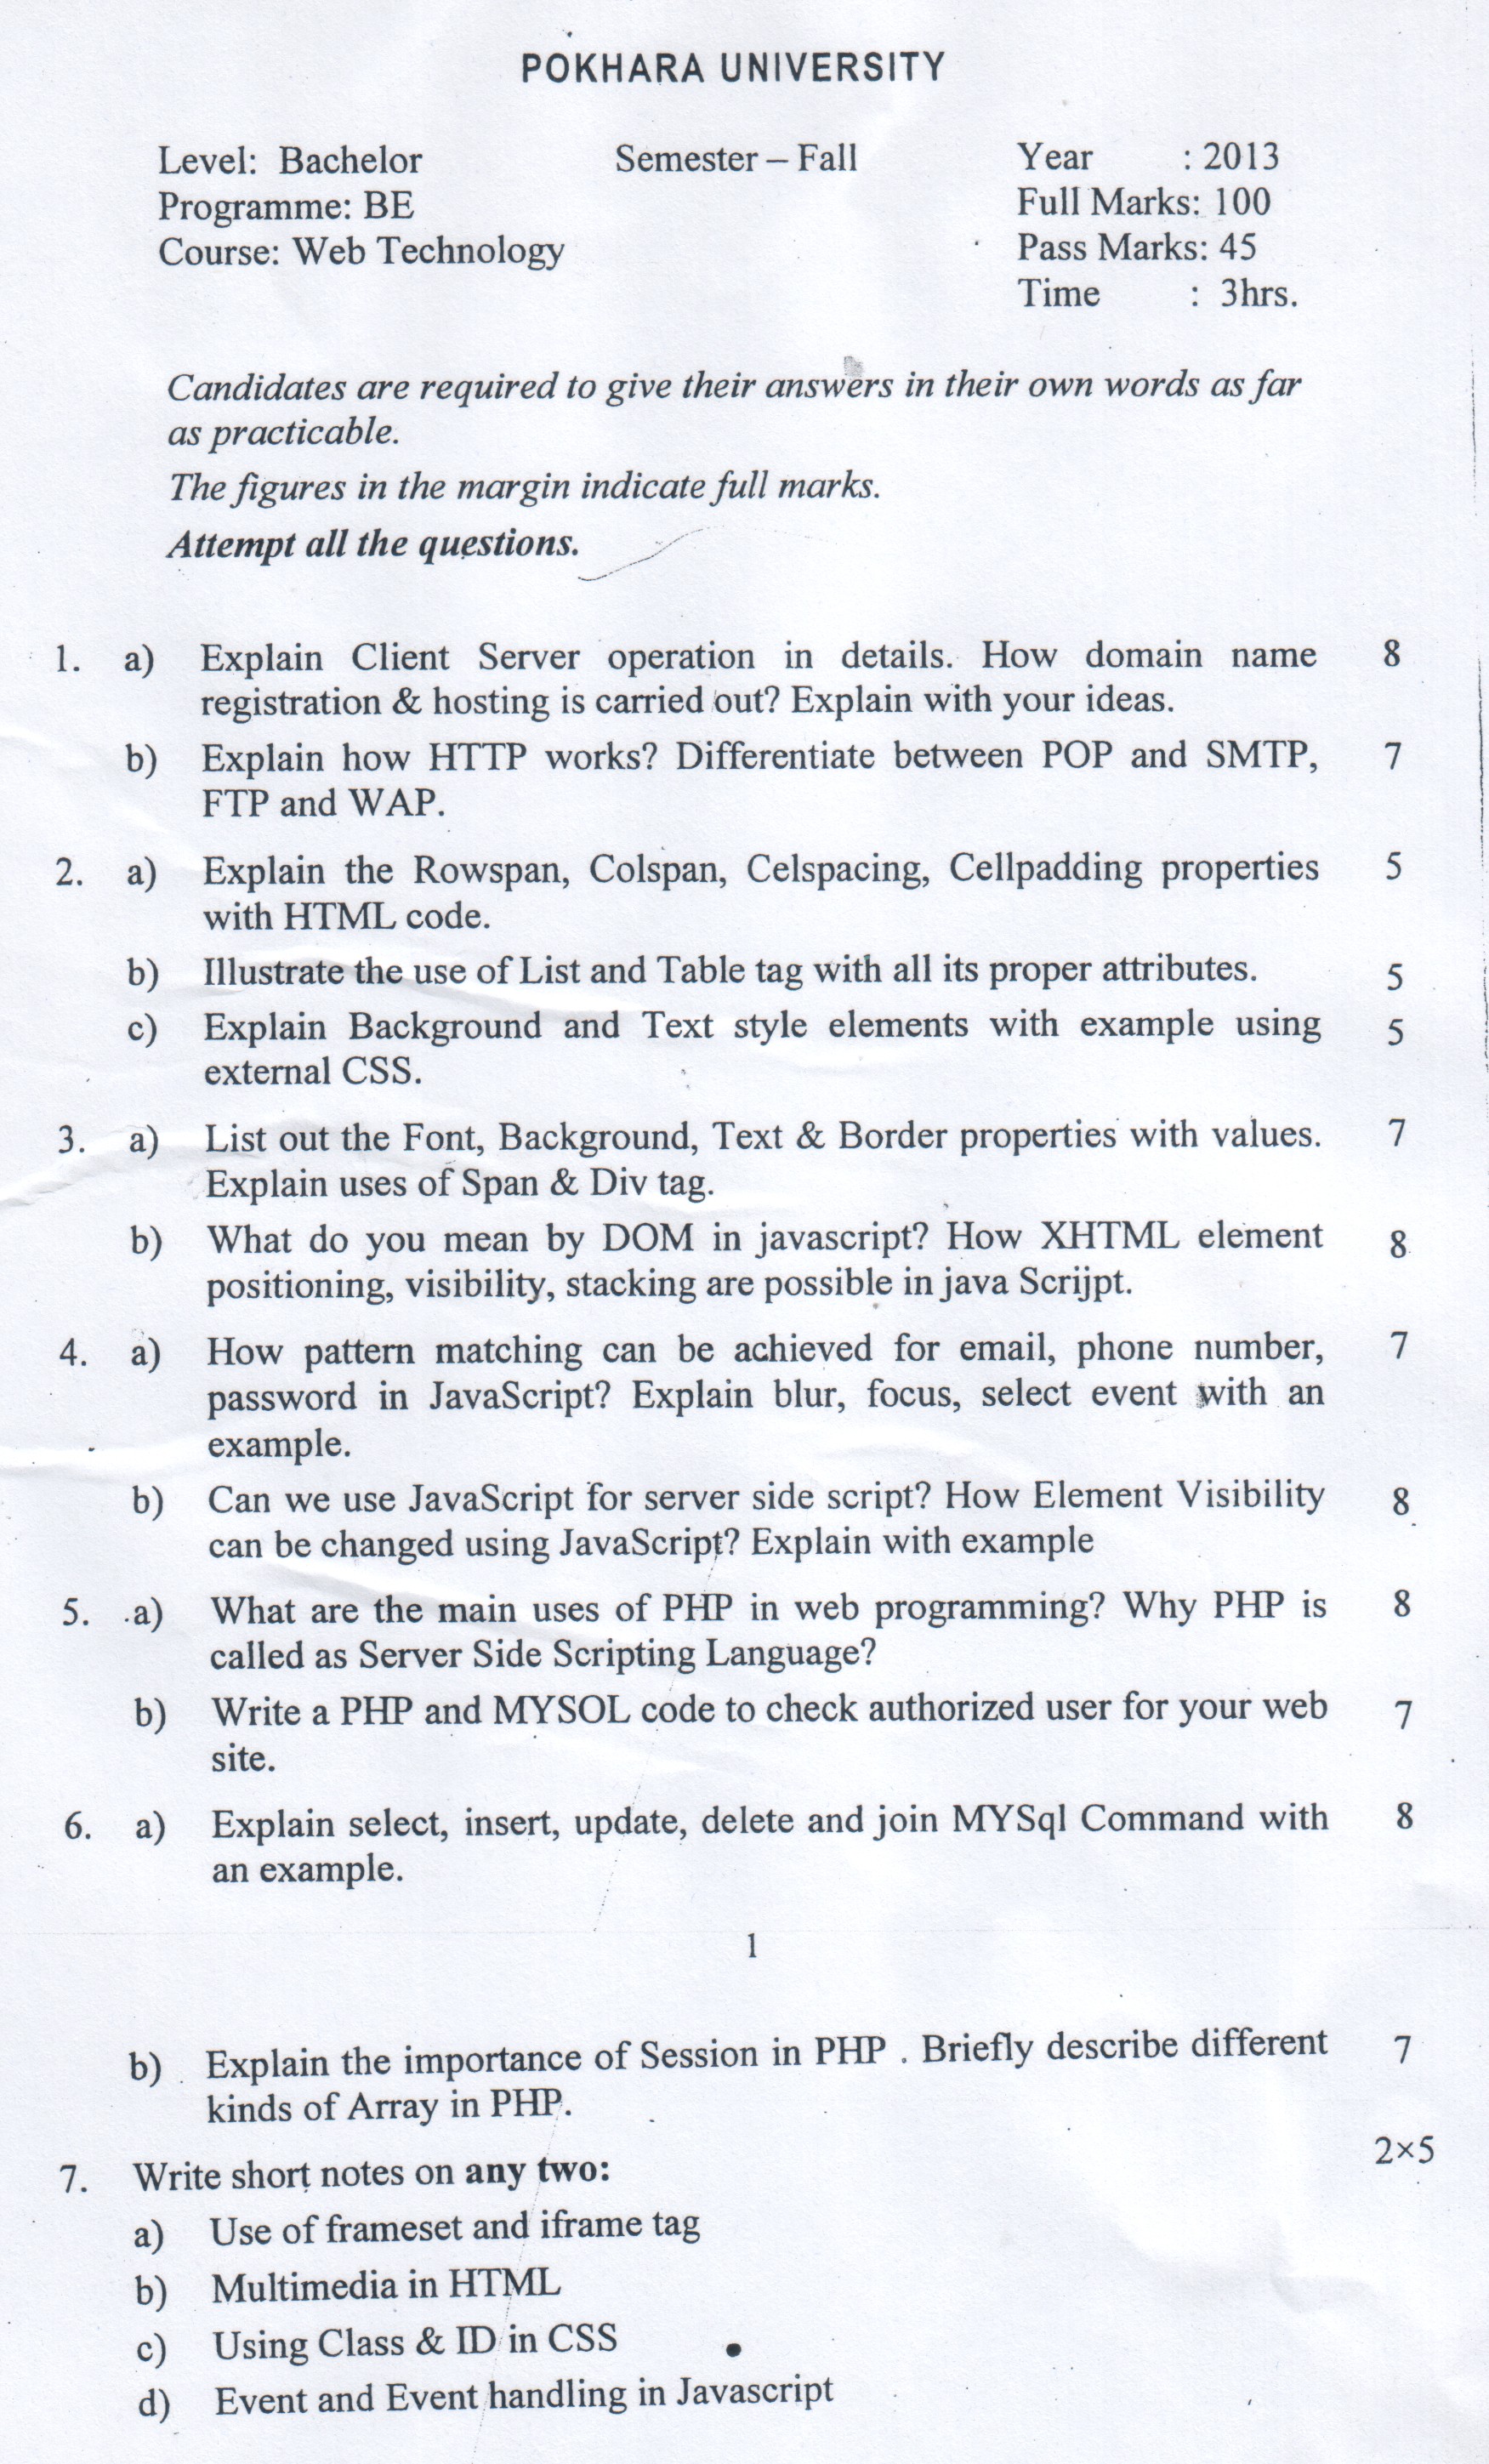 POKHARA UNIVERSITY
Level: Bachelor Semester – Fall Year : 2013
Programme: BE Full Marks: 100
Course: Web Technology Pass Marks: 45
Time : 3hrs.
Candidates are required to give their answers in their own words as far
as practicable.
The figures in the margin indicate full marks.
Attempt all the questions.
1. a) Explain Client Server operation in details. How domain name 8
registration & hosting is carried out? Explain with your ideas.
b) Explain how HTTP works? Differentiate between POP and SMTP, 7
FTP and WAP.
2. a) Explain the Rowspan, Colspan, Celspacing, Cellpadding properties 5
with HTML code.
b) Illustrate the use of List and Table tag with all its proper attributes. 5
c) Explain Background and Text style elements with example using 5
external CSS.
3. a) List out the Font, Background, Text & Border properties with values. 7
Explain uses of Span & Div tag.
b) What do you mean by DOM in javascript? How XHTML element 8
positioning, visibility, stacking are possible in java Scrijpt.
4. a) How pattern matching can be achieved for email, phone number, 7
password in JavaScript? Explain blur, focus, select event with an
example.
b) Can we use JavaScript for server side script? How Element Visibility 8
can be changed using JavaScript? Explain with example
5. a) What are the main uses of PHP in web programming? Why PHP is 8
called as Server Side Scripting Language?
b) Write a PHP and MYSOL code to check authorized user for your web 7
site.
6. a) Explain select, insert, update, delete and join MYSql Command with 8
an example.
1
b) Explain the importance of Session in PHP . Briefly describe different 7
kinds of Array in PHP.
7. Write short notes on any two: 2×5
a) Use of frameset and iframe tag
b) Multimedia in HTML
c) Using Class & ID in CSS
d) Event and Event handling in Javascript